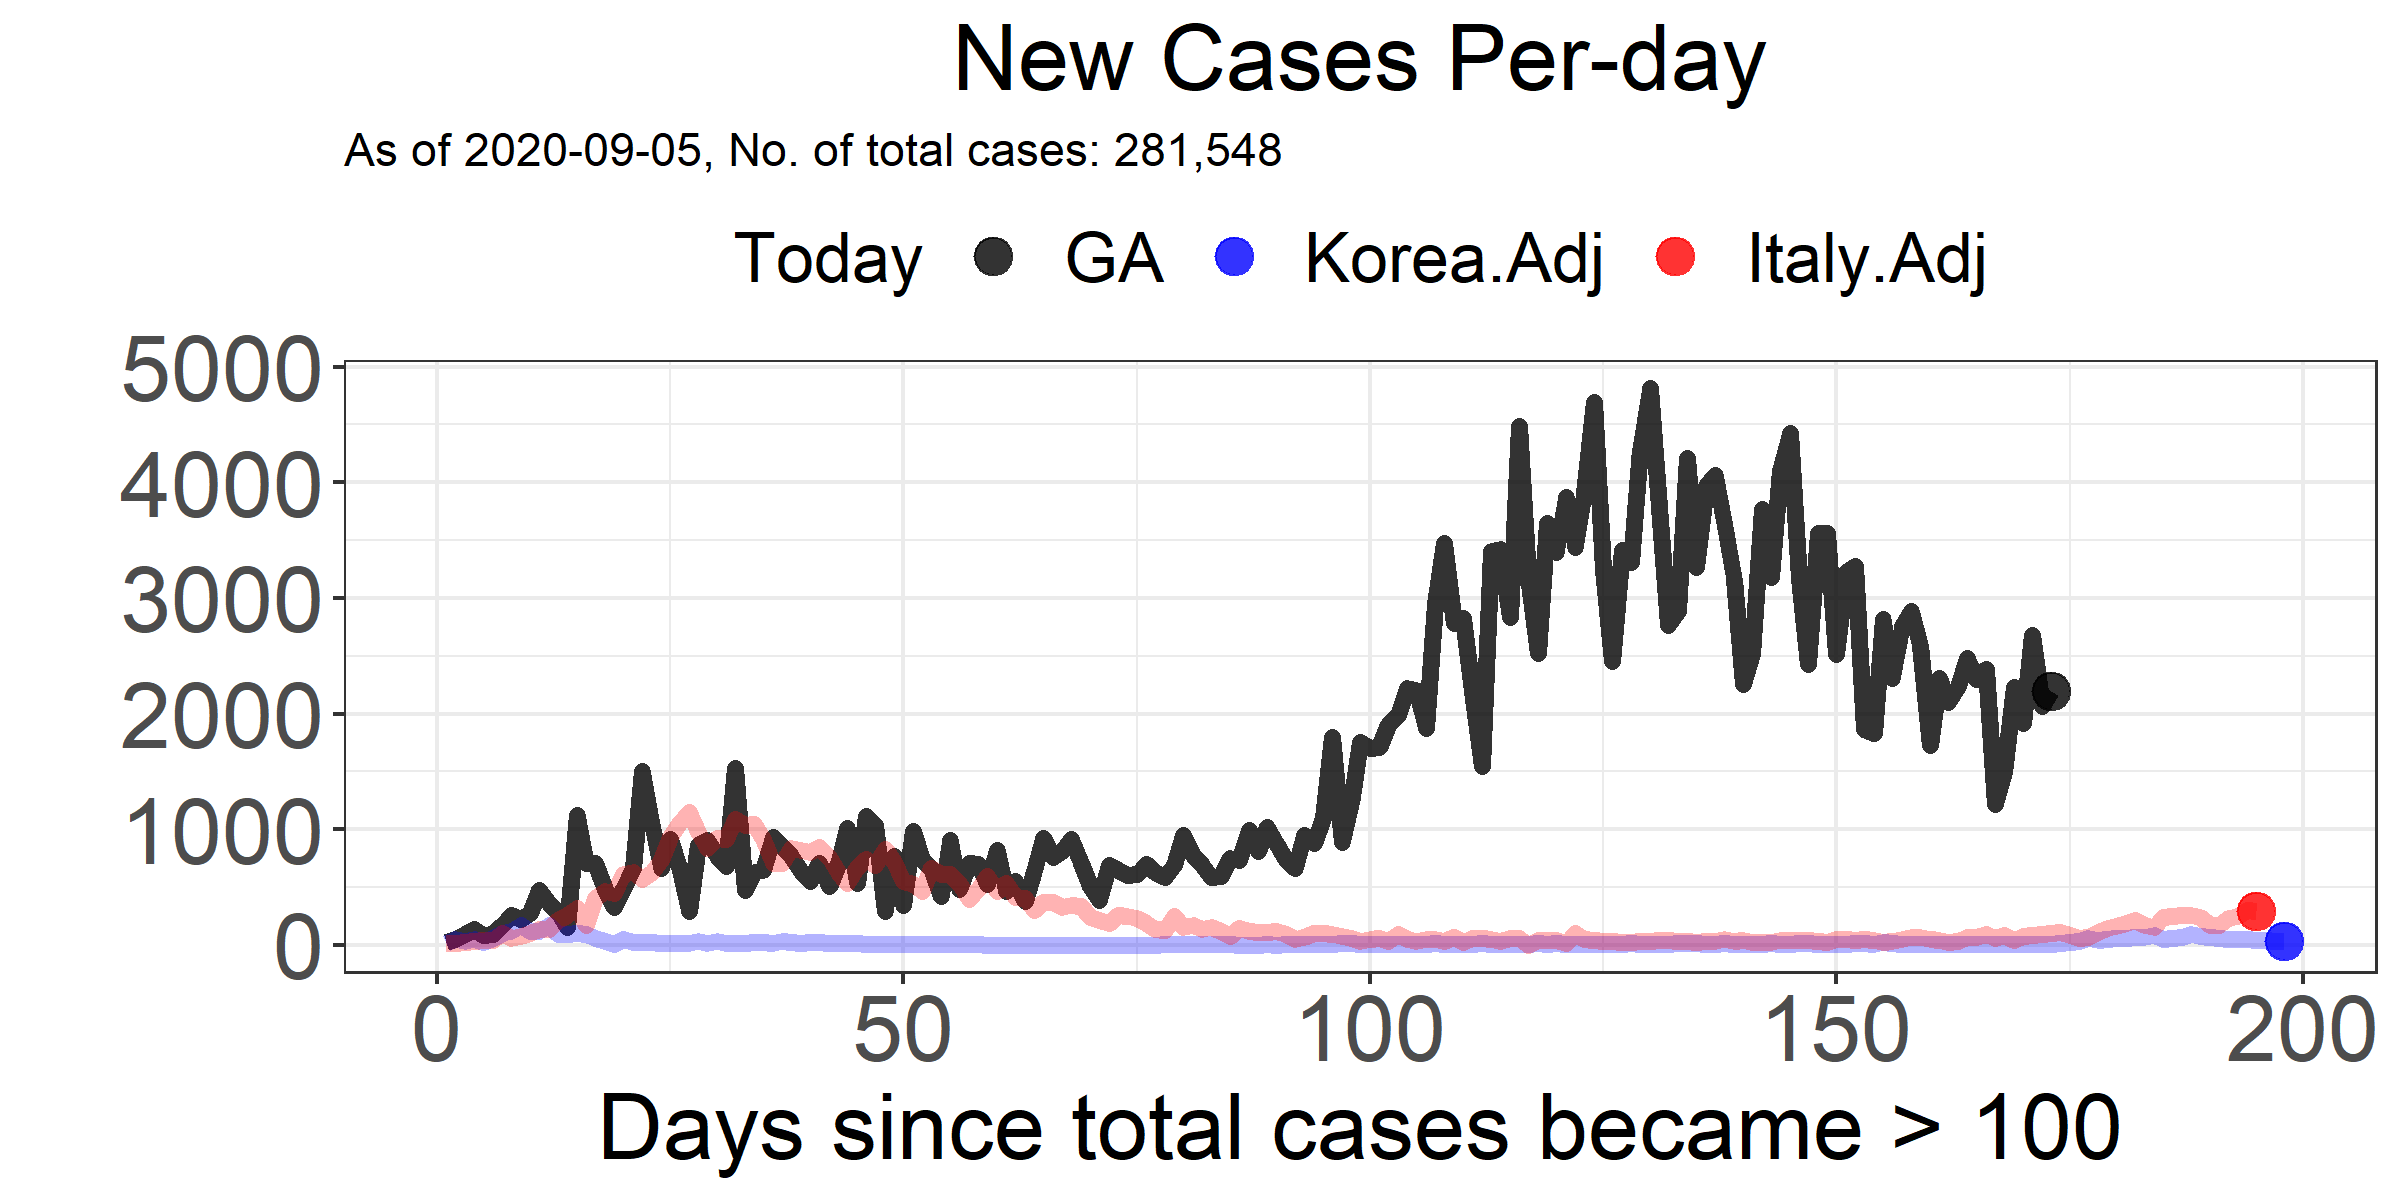 New Cases Per-day
As of 2020-09-05, No. of total cases: 281,548
Today GA Korea.Adj Italy.Adj
5000
4000
3000
2000
1000
0
0 50 100 150 200
Days since total cases became > 100